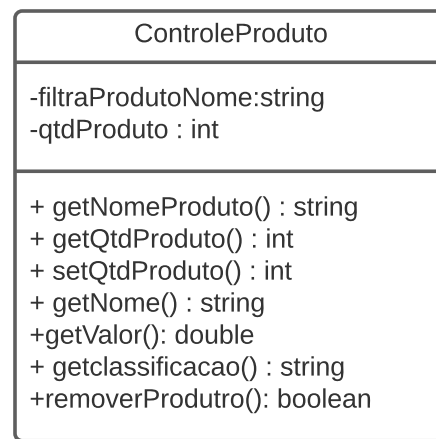 ControleProduto
-filtraProdutoNome:string
-qtdProduto : int
+ getNomeProduto() : string
+ getQtdProduto() : int
+ setQtdProduto() : int
+ getNome() : string
+getValor(): double
+ getclassificacao() : string
+removerProdutro(): boolean